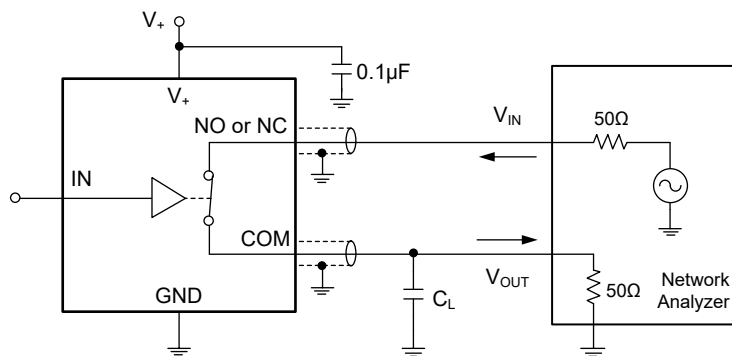 V+
V+
0.1μF
NO or NC
IN
COM
GND
VIN
VOUT
CL
50Ω
50Ω
Network
Analyzer